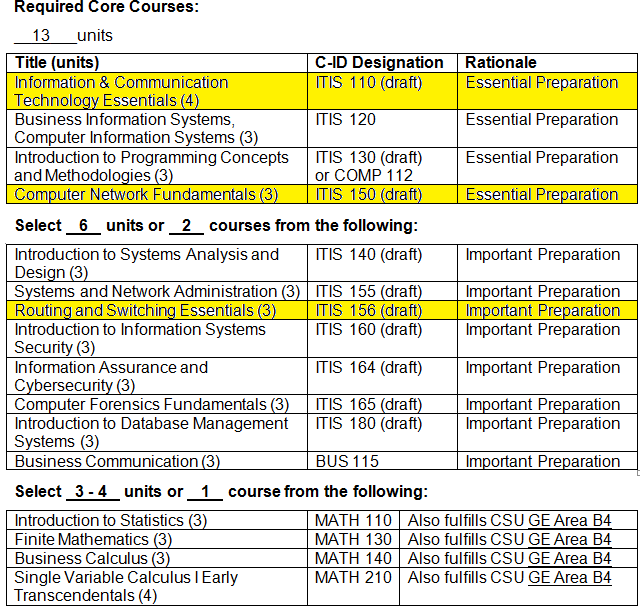 Required Core Courses:
13 units
Title (units) C-ID Designation Rationale
Information & Communication Technology Essentials (4) ITIS 110 (draft) Essential Preparation
Business Information Systems, Computer Information Systems (3) ITIS 120 Essential Preparation
Introduction to Programming Concepts and Methodologies (3) ITIS 130 (draft) or COMP 112 Essential Preparation
Computer Network Fundamentals (3) ITIS 150 (draft) Essential Preparation
Select 6 units or 2 courses from the following:
Introduction to Systems Analysis and Design (3) ITIS 140 (draft) Important Preparation
Systems and Network Administration (3) ITIS 155 (draft) Important Preparation
Routing and Switching Essentials (3) ITIS 156 (draft) Important Preparation
Introduction to Information Systems Security (3) ITIS 160 (draft) Important Preparation
Information Assurance and Cybersecurity (3) ITIS 164 (draft) Important Preparation
Computer Forensics Fundamentals (3) ITIS 165 (draft) Important Preparation
Introduction to Database Management Systems (3) ITIS 180 (draft) Important Preparation
Business Communication (3) BUS 115 Important Preparation
Select 3 - 4 units or 1 course from the following:
Introduction to Statistics (3) MATH 110 Also fulfills CSU GE Area B4
Finite Mathematics (3) MATH 130 Also fulfills CSU GE Area B4
Business Calculus (3) MATH 140 Also fulfills CSU GE Area B4
Single Variable Calculus I Early Transcendentals (4) MATH 210 Also fulfills CSU GE Area B4